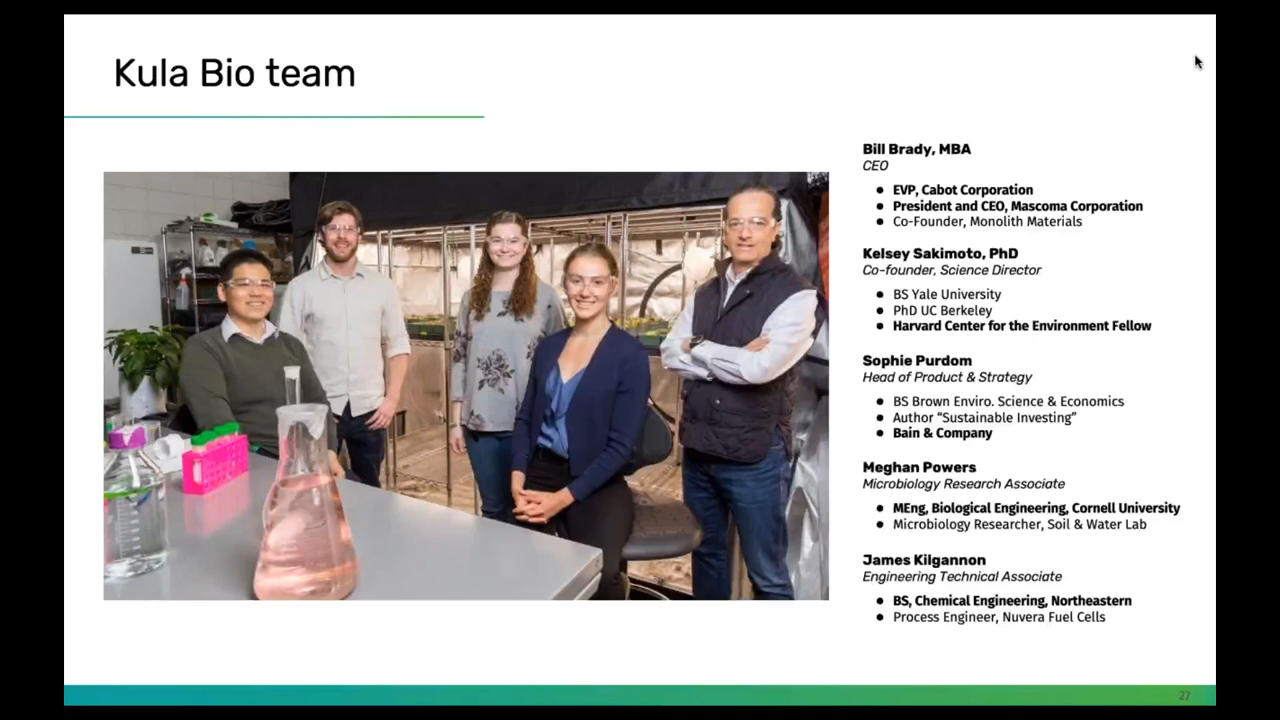 Kula Bio team
Bill Brady, MBA
CEO
● EVP, Cabot Corporation
● President and CEO, Mascoma Corporation
● Co-Founder, Monolith Materials
Kelsey Sakimoto, PhD
Co-founder, Science Director
● BS Yale University
● PhD UC Berkeley
● Harvard Center for the Environment Fellow
Sophie Purdom
Head of Product & Strategy
● BS Brown Enviro. Science & Economics
● Author “Sustainable Investing”
● Bain & Company
Meghan Powers
Microbiology Research Associate
● MEng, Biological Engineering, Cornell University
● Microbiology Researcher, Soil & Water Lab
James Kilgannon
Engineering Technical Associate
● BS, Chemical Engineering, Northeastern
● Process Engineer, Nuvera Fuel Cells
27